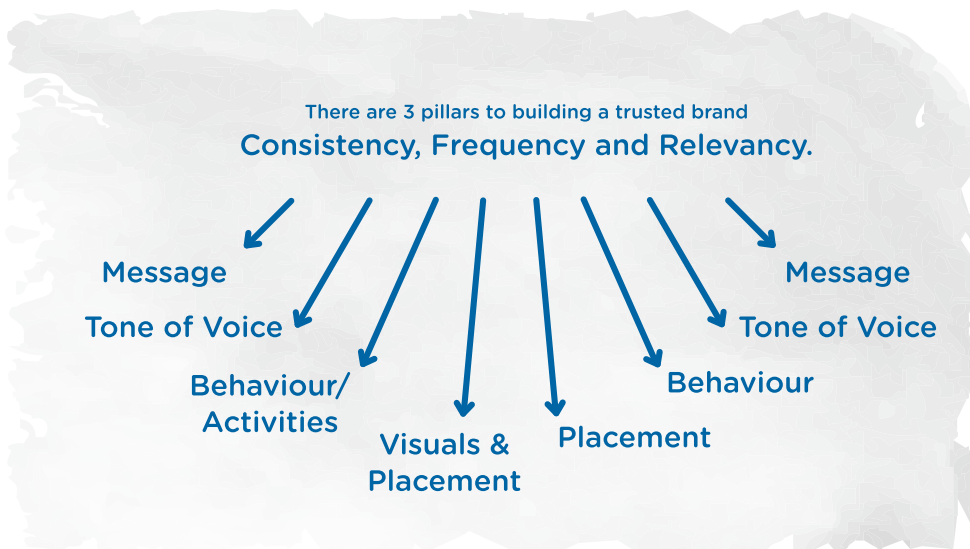 There are 3 pillars to building a trusted brand
Consistency, Frequency and Relevancy.
Message
Tone of Voice
Behaviour/
Activities
Visuals &
Placement
Placement
Behaviour
Tone of Voice
Message